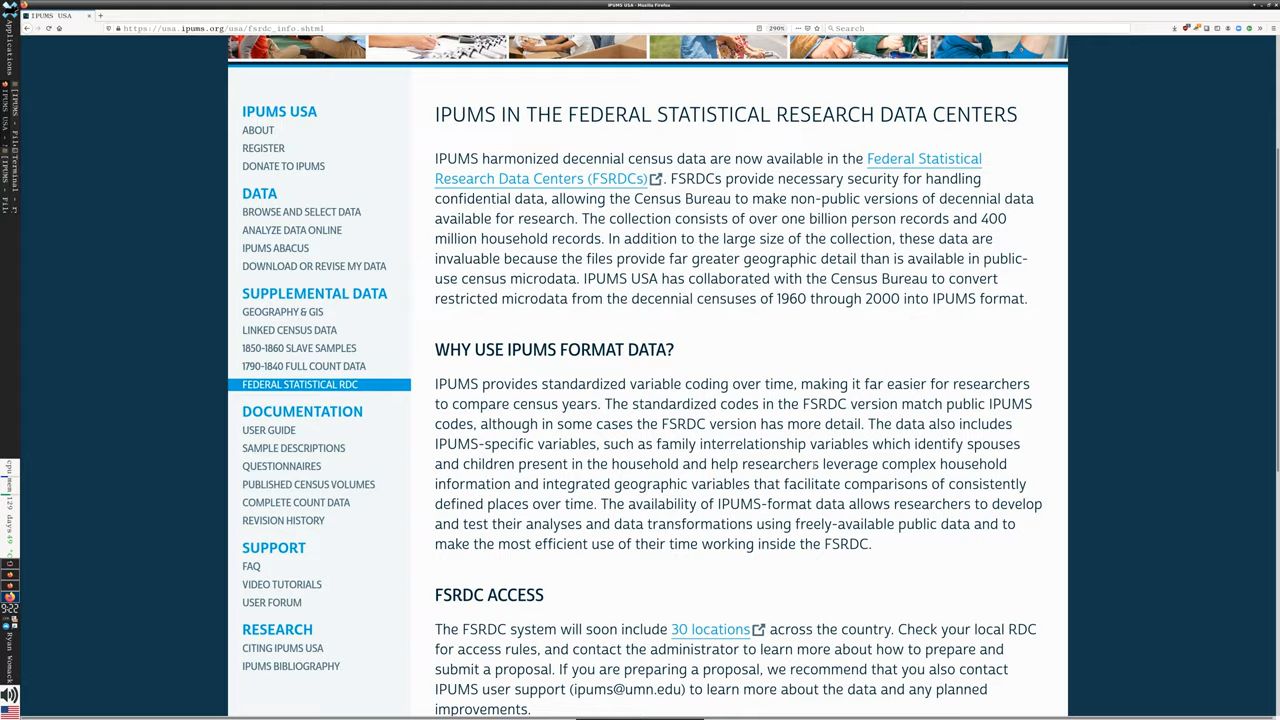 IPUMS USA - Mozilla Firefox
Applications
IPUMS USA
https://usa.ipums.org/usa/fsrdc_info.shtml
290%
Search
IPUMS USA
ABOUT
REGISTER
DONATE TO IPUMS
DATA
BROWSE AND SELECT DATA
ANALYZE DATA ONLINE
IPUMS ABACUS
DOWNLOAD OR REVISE MY DATA
SUPPLEMENTAL DATA
GEOGRAPHY & GIS
LINKED CENSUS DATA
1850-1860 SLAVE SAMPLES
1790-1840 FULL COUNT DATA
FEDERAL STATISTICAL RDC
DOCUMENTATION
USER GUIDE
SAMPLE DESCRIPTIONS
QUESTIONNAIRES
PUBLISHED CENSUS VOLUMES
COMPLETE COUNT DATA
REVISION HISTORY
SUPPORT
FAQ
VIDEO TUTORIALS
USER FORUM
RESEARCH
CITING IPUMS USA
IPUMS BIBLIOGRAPHY
IPUMS IN THE FEDERAL STATISTICAL RESEARCH DATA CENTERS
IPUMS harmonized decennial census data are now available in the Federal Statistical
Research Data Centers (FSRDCs). FSRDCs provide necessary security for handling
confidential data, allowing the Census Bureau to make non-public versions of decennial data
available for research. The collection consists of over one billion person records and 400
million household records. In addition to the large size of the collection, these data are
invaluable because the files provide far greater geographic detail than is available in public-
use census microdata. IPUMS USA has collaborated with the Census Bureau to convert
restricted microdata from the decennial censuses of 1960 through 2000 into IPUMS format.
WHY USE IPUMS FORMAT DATA?
IPUMS provides standardized variable coding over time, making it far easier for researchers
to compare census years. The standardized codes in the FSRDC version match public IPUMS
codes, although in some cases the FSRDC version has more detail. The data also includes
IPUMS-specific variables, such as family interrelationship variables which identify spouses
and children present in the household and help researchers leverage complex household
information and integrated geographic variables that facilitate comparisons of consistently
defined places over time. The availability of IPUMS-format data allows researchers to develop
and test their analyses and data transformations using freely-available public data and to
make the most efficient use of their time working inside the FSRDC.
FSRDC ACCESS
The FSRDC system will soon include 30 locations across the country. Check your local RDC
for access rules, and contact the administrator to learn more about how to prepare and
submit a proposal. If you are preparing a proposal, we recommend that you also contact
IPUMS user support (ipums@umn.edu) to learn more about the data and any planned
improvements.
9:22
Ryan Womack